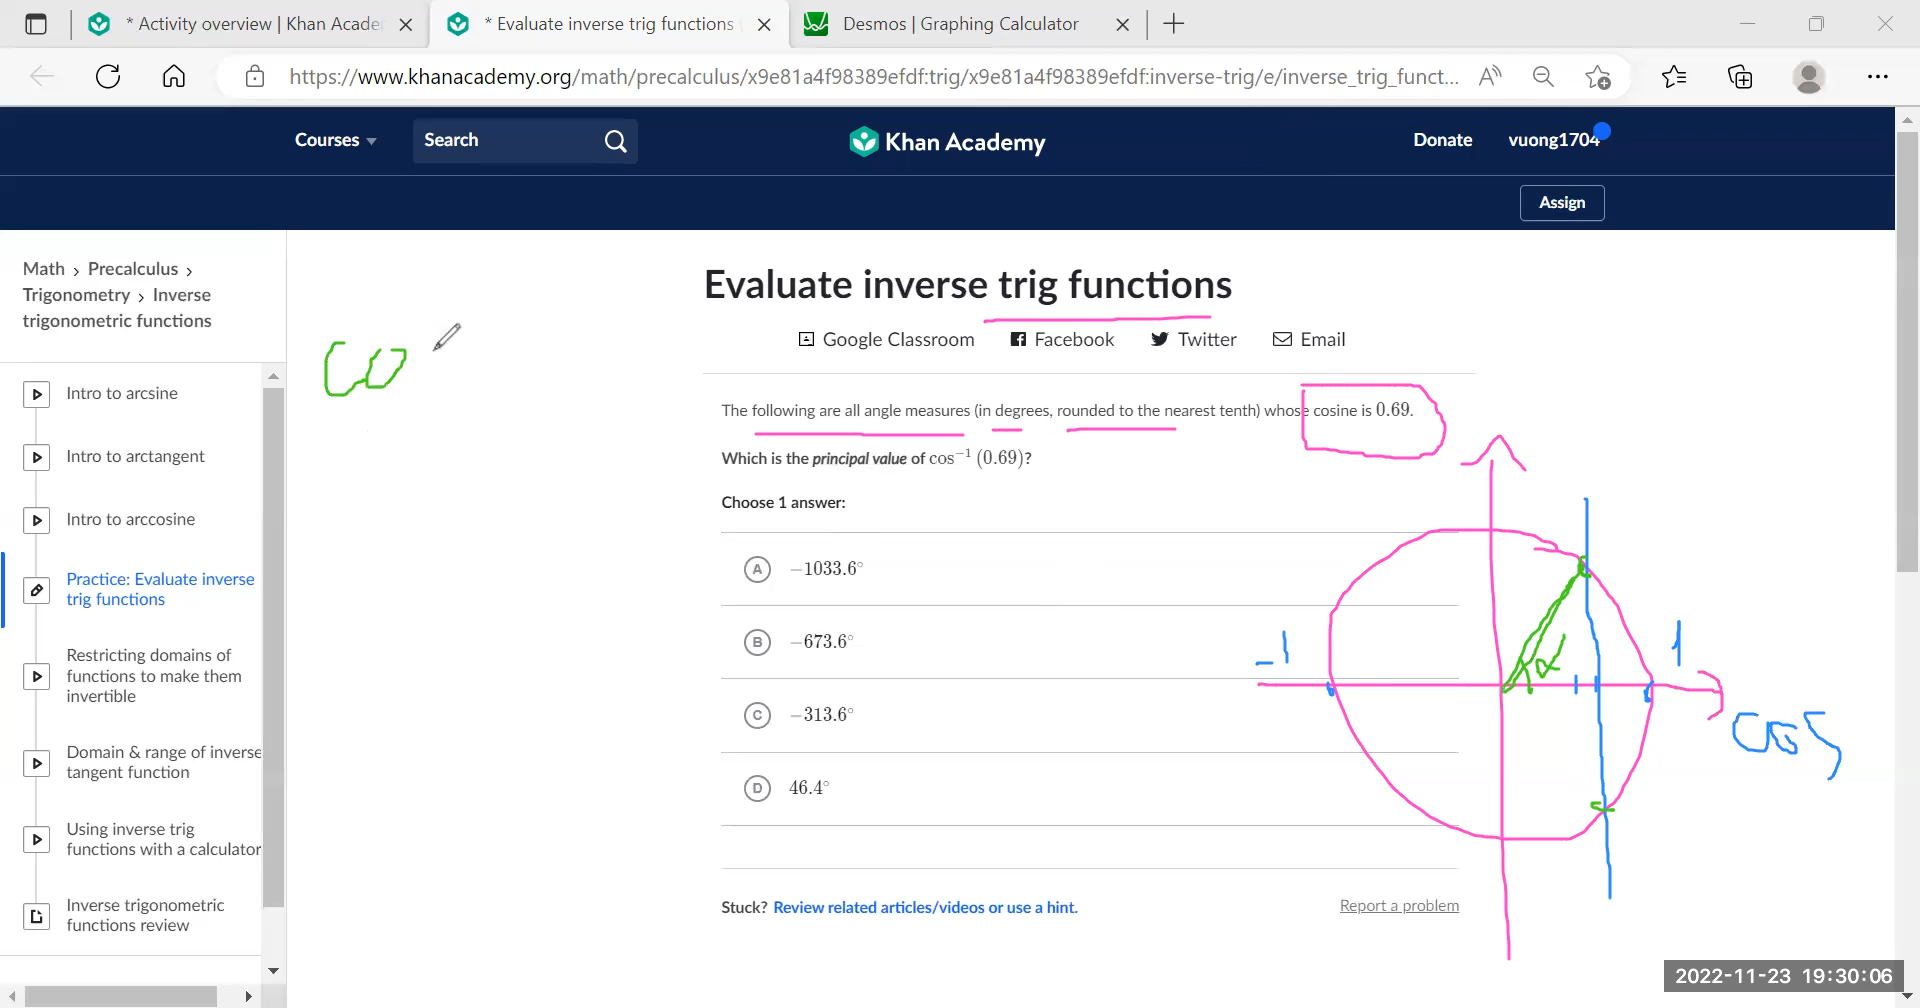 * Activity overview | Khan Acade
* Evaluate inverse trig functions
Desmos | Graphing Calculator
https://www.khanacademy.org/math/precalculus/x9e81a4f98389efdf:trig/x9e81a4f98389efdf:inverse-trig/e/inverse_trig_funct...
Courses
Search
Khan Academy
Donate
vuong1704
Assign
Math › Precalculus ›
Trigonometry › Inverse
trigonometric functions
Intro to arcsine
Intro to arctangent
Intro to arccosine
Practice: Evaluate inverse
trig functions
Restricting domains of
functions to make them
invertible
Domain & range of inverse
tangent function
Using inverse trig
functions with a calculator
Inverse trigonometric
functions review
Evaluate inverse trig functions
Google Classroom
Facebook
Twitter
Email
The following are all angle measures (in degrees, rounded to the nearest tenth) whose cosine is 0.69.
Which is the principal value of cos⁻¹ (0.69)?
Choose 1 answer:
A −1033.6°
B −673.6°
C −313.6°
D 46.4°
Stuck? Review related articles/videos or use a hint.
Report a problem
-1
1
α
cos
co
2022-11-23 19:30:06